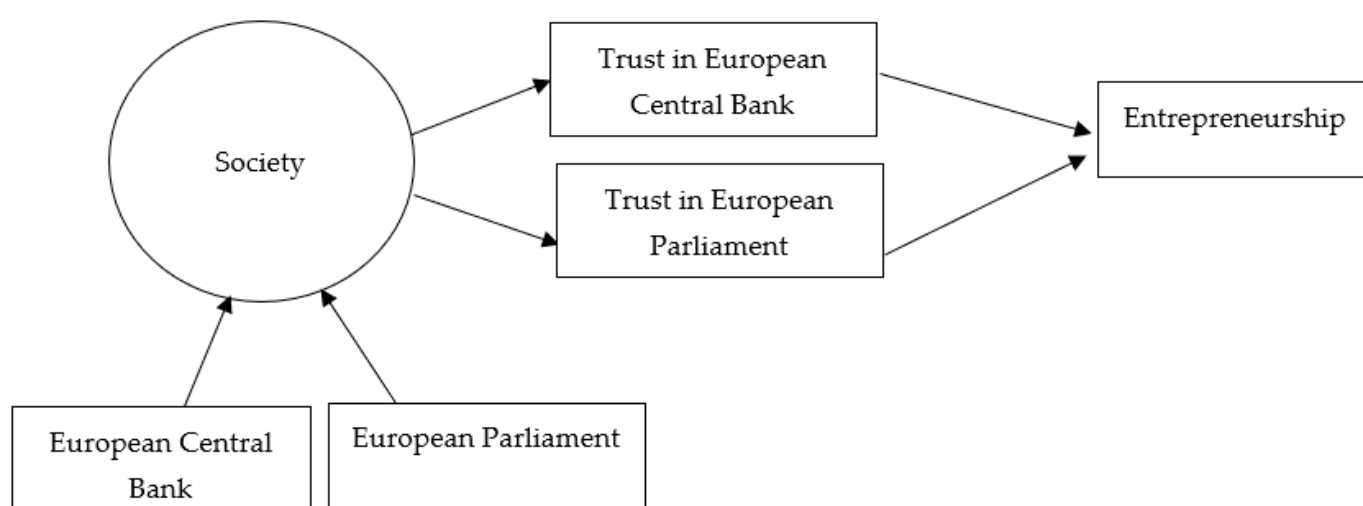 Trust in European
Central Bank
Entrepreneurship
Society
Trust in European
Parliament
European Central
Bank
European Parliament